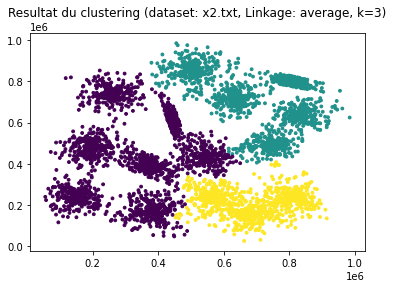 Resultat du clustering (dataset: x2.txt, Linkage: average, k=3)
1e6
1.0
0.8
0.6
0.4
0.2
0.0
0.2 0.4 0.6 0.8 1.0
1e6